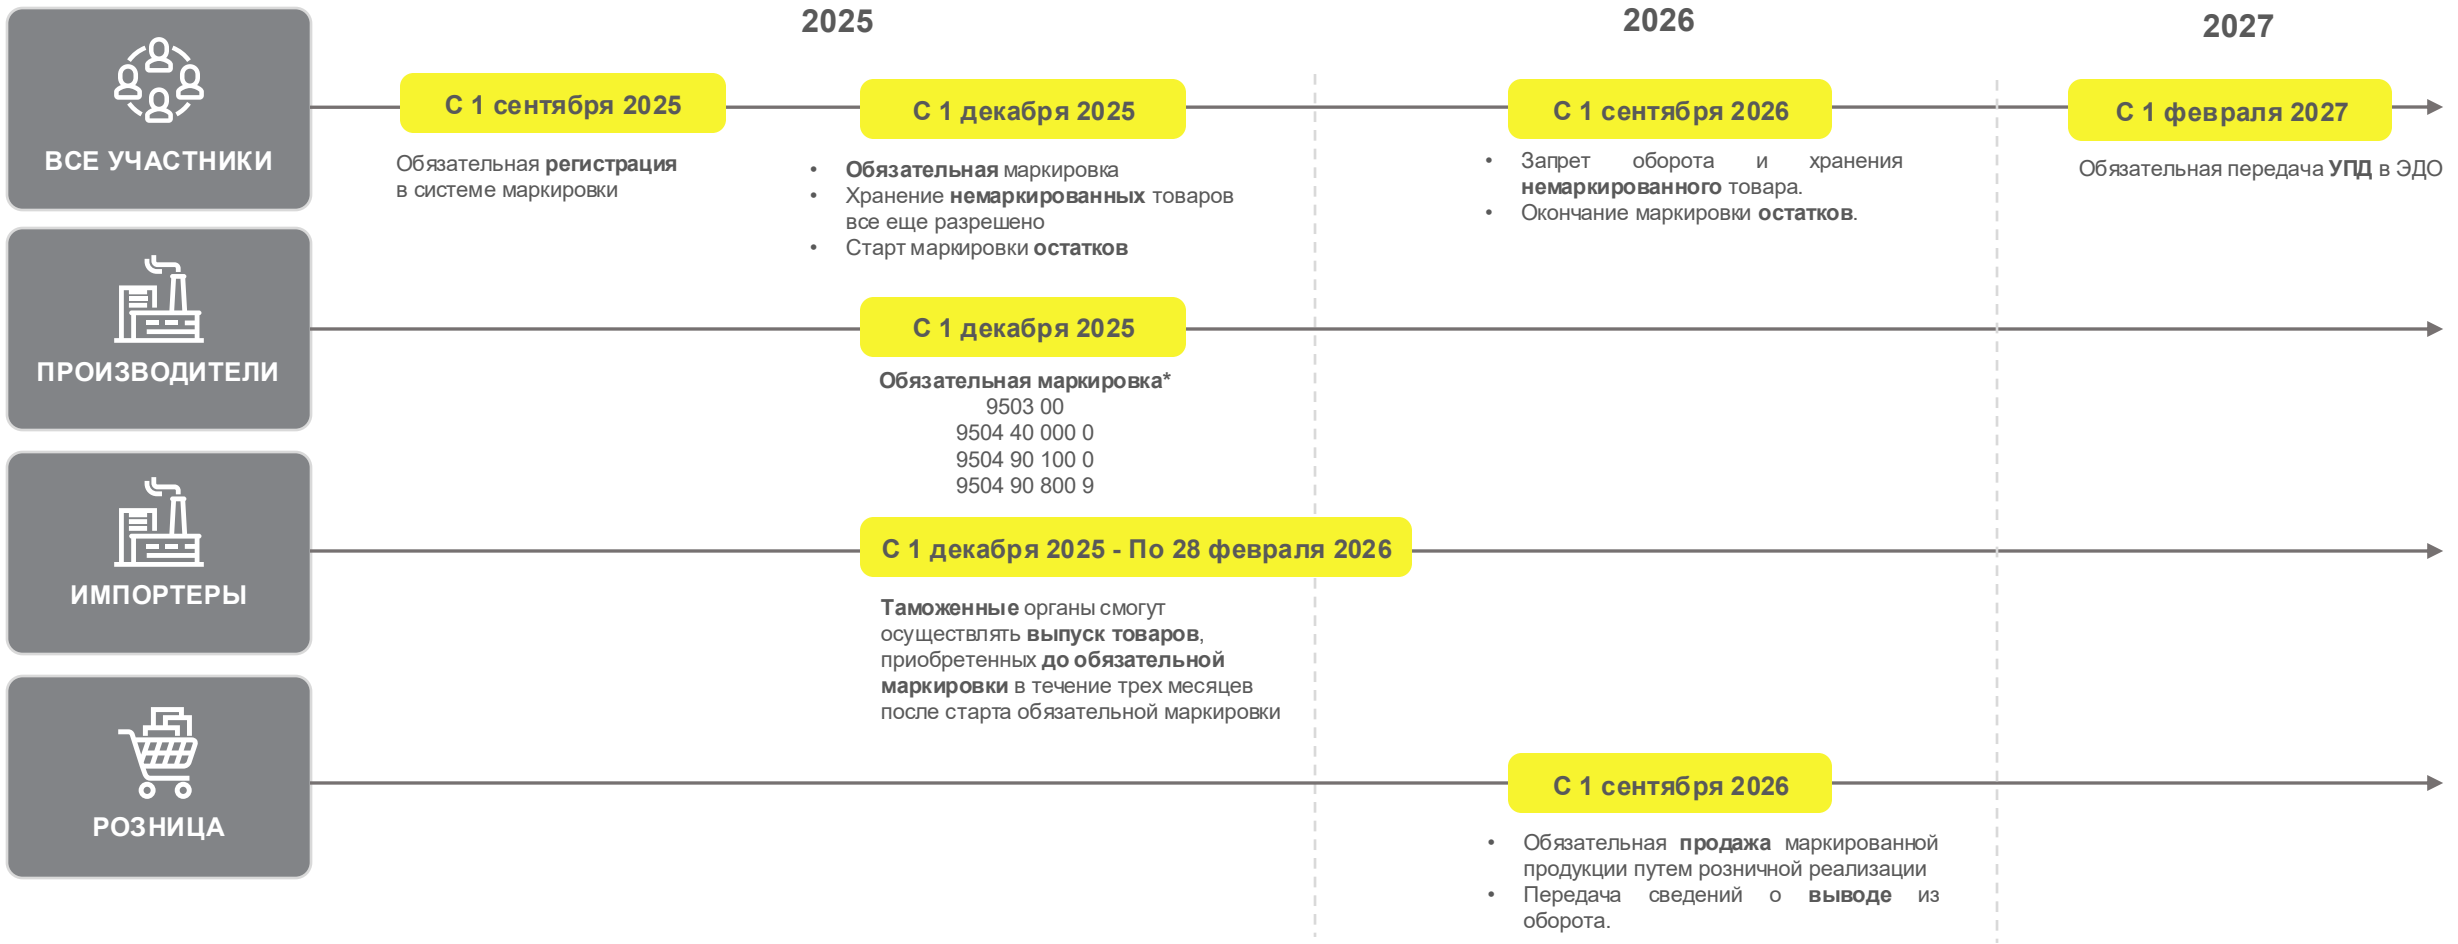 2025
2026
2027
ВСЕ УЧАСТНИКИ
С 1 сентября 2025
Обязательная регистрация
в системе маркировки
С 1 декабря 2025
• Обязательная маркировка
• Хранение немаркированных товаров
все еще разрешено
• Старт маркировки остатков
С 1 сентября 2026
• Запрет оборота и хранения
немаркированного товара.
• Окончание маркировки остатков.
С 1 февраля 2027
Обязательная передача УПД в ЭДО
ПРОИЗВОДИТЕЛИ
С 1 декабря 2025
Обязательная маркировка*
9503 00
9504 40 000 0
9504 90 100 0
9504 90 800 9
ИМПОРТЕРЫ
С 1 декабря 2025 - По 28 февраля 2026
Таможенные органы смогут
осуществлять выпуск товаров,
приобретенных до обязательной
маркировки в течение трех месяцев
после старта обязательной маркировки
РОЗНИЦА
С 1 сентября 2026
• Обязательная продажа маркированной
продукции путем розничной реализации
• Передача сведений о выводе из
оборота.